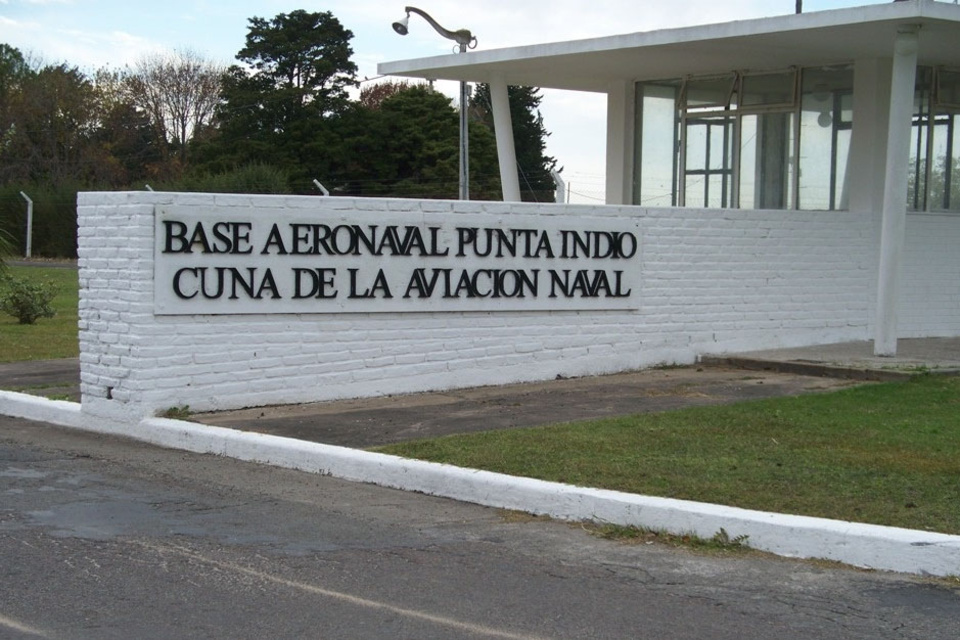 BASE AERONAVAL PUNTA INDIO
CUNA DE LA AVIACION NAVAL